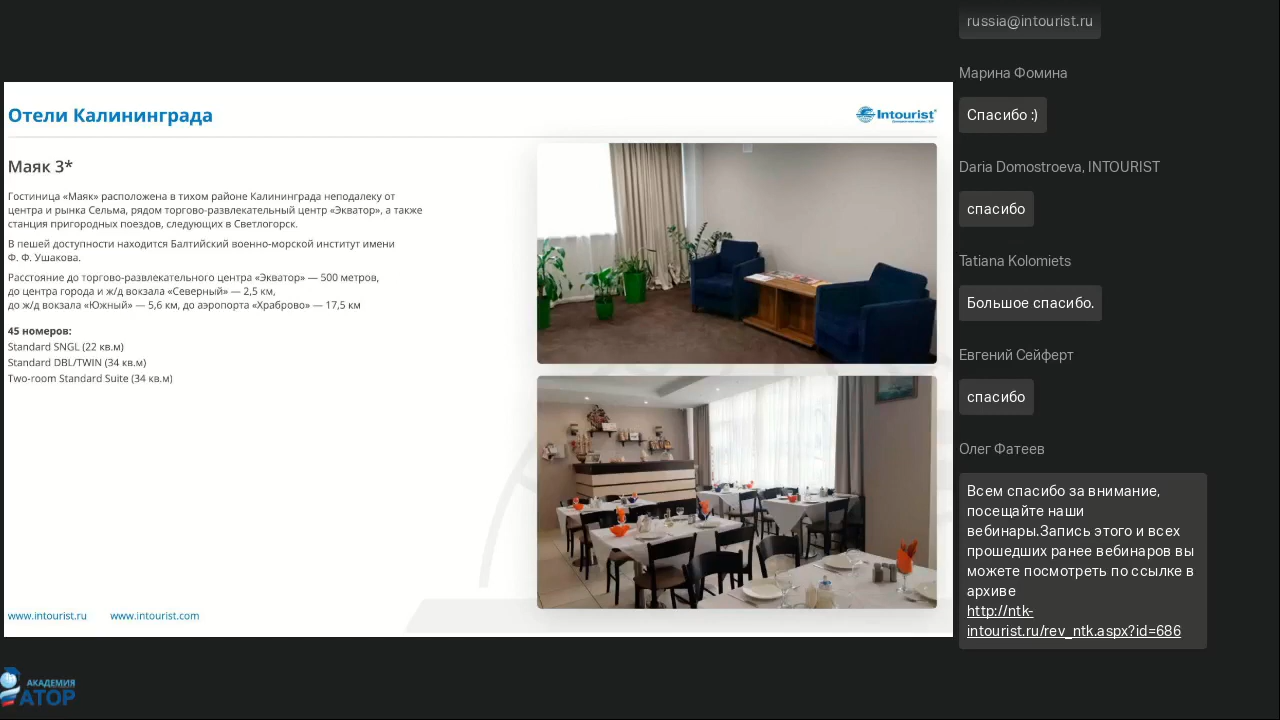 Отели Калининграда
Intourist
Маяк 3*
Гостиница «Маяк» расположена в тихом районе Калининграда неподалеку от
центра и рынка Сельма, рядом торгово-развлекательный центр «Экватор», а также
станция пригородных поездов, следующих в Светлогорск.
В пешей доступности находится Балтийский военно-морской институт имени
Ф. Ф. Ушакова.
Расстояние до торгово-развлекательного центра «Экватор» — 500 метров,
до центра города и ж/д вокзала «Северный» — 2,5 км,
до ж/д вокзала «Южный» — 5,6 км, до аэропорта «Храброво» — 17,5 км
45 номеров:
Standard SNGL (22 кв.м)
Standard DBL/TWIN (34 кв.м)
Two-room Standard Suite (34 кв.м)
www.intourist.ru www.intourist.com
АКАДЕМИЯ
АТОР
russia@intourist.ru
Марина Фомина
Спасибо :)
Daria Domostroeva, INTOURIST
спасибо
Tatiana Kolomiets
Большое спасибо.
Евгений Сейферт
спасибо
Олег Фатеев
Всем спасибо за внимание,
посещайте наши
вебинары.Запись этого и всех
прошедших ранее вебинаров вы
можете посмотреть по ссылке в
архиве
http://ntk-
intourist.ru/rev_ntk.aspx?id=686